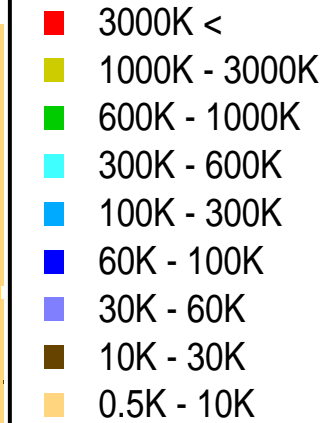 3000K <
1000K - 3000K
600K - 1000K
300K - 600K
100K - 300K
60K - 100K
30K - 60K
10K - 30K
0.5K - 10K